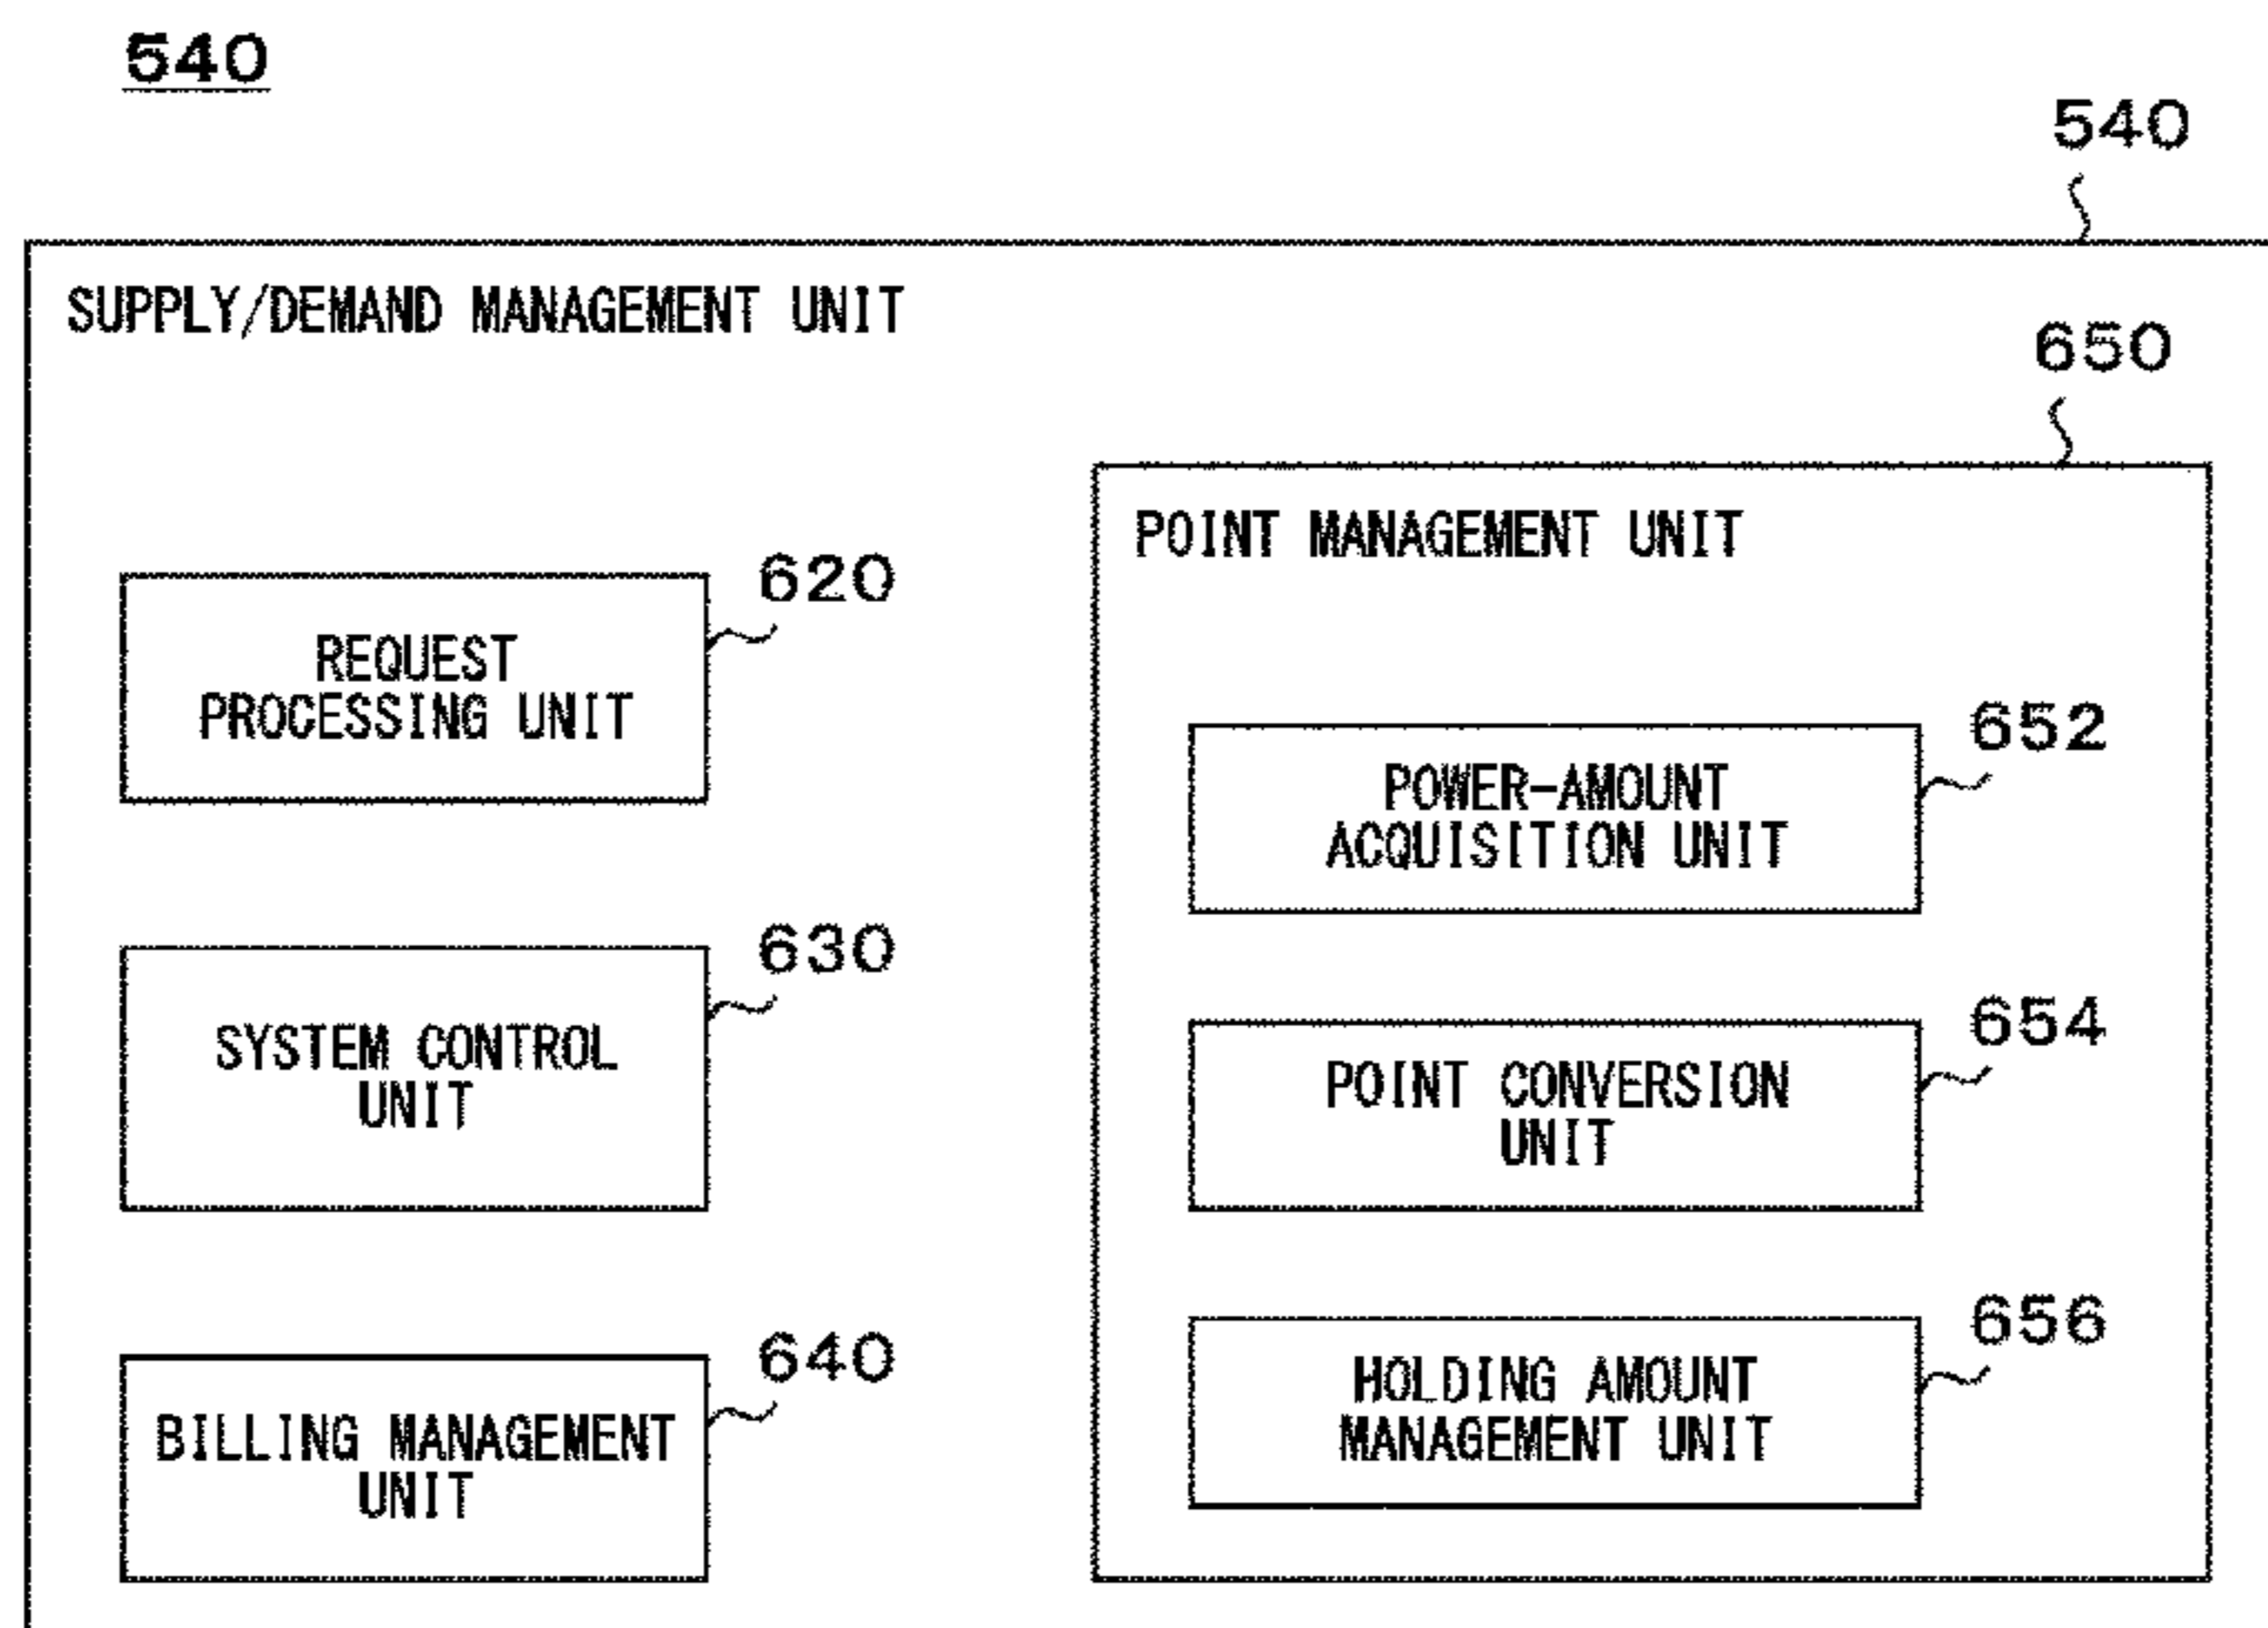 540
540
SUPPLY/DEMAND MANAGEMENT UNIT
650
POINT MANAGEMENT UNIT
620
REQUEST
PROCESSING UNIT
630
SYSTEM CONTROL
UNIT
640
BILLING MANAGEMENT
UNIT
652
POWER-AMOUNT
ACQUISITION UNIT
654
POINT CONVERSION
UNIT
656
HOLDING AMOUNT
MANAGEMENT UNIT